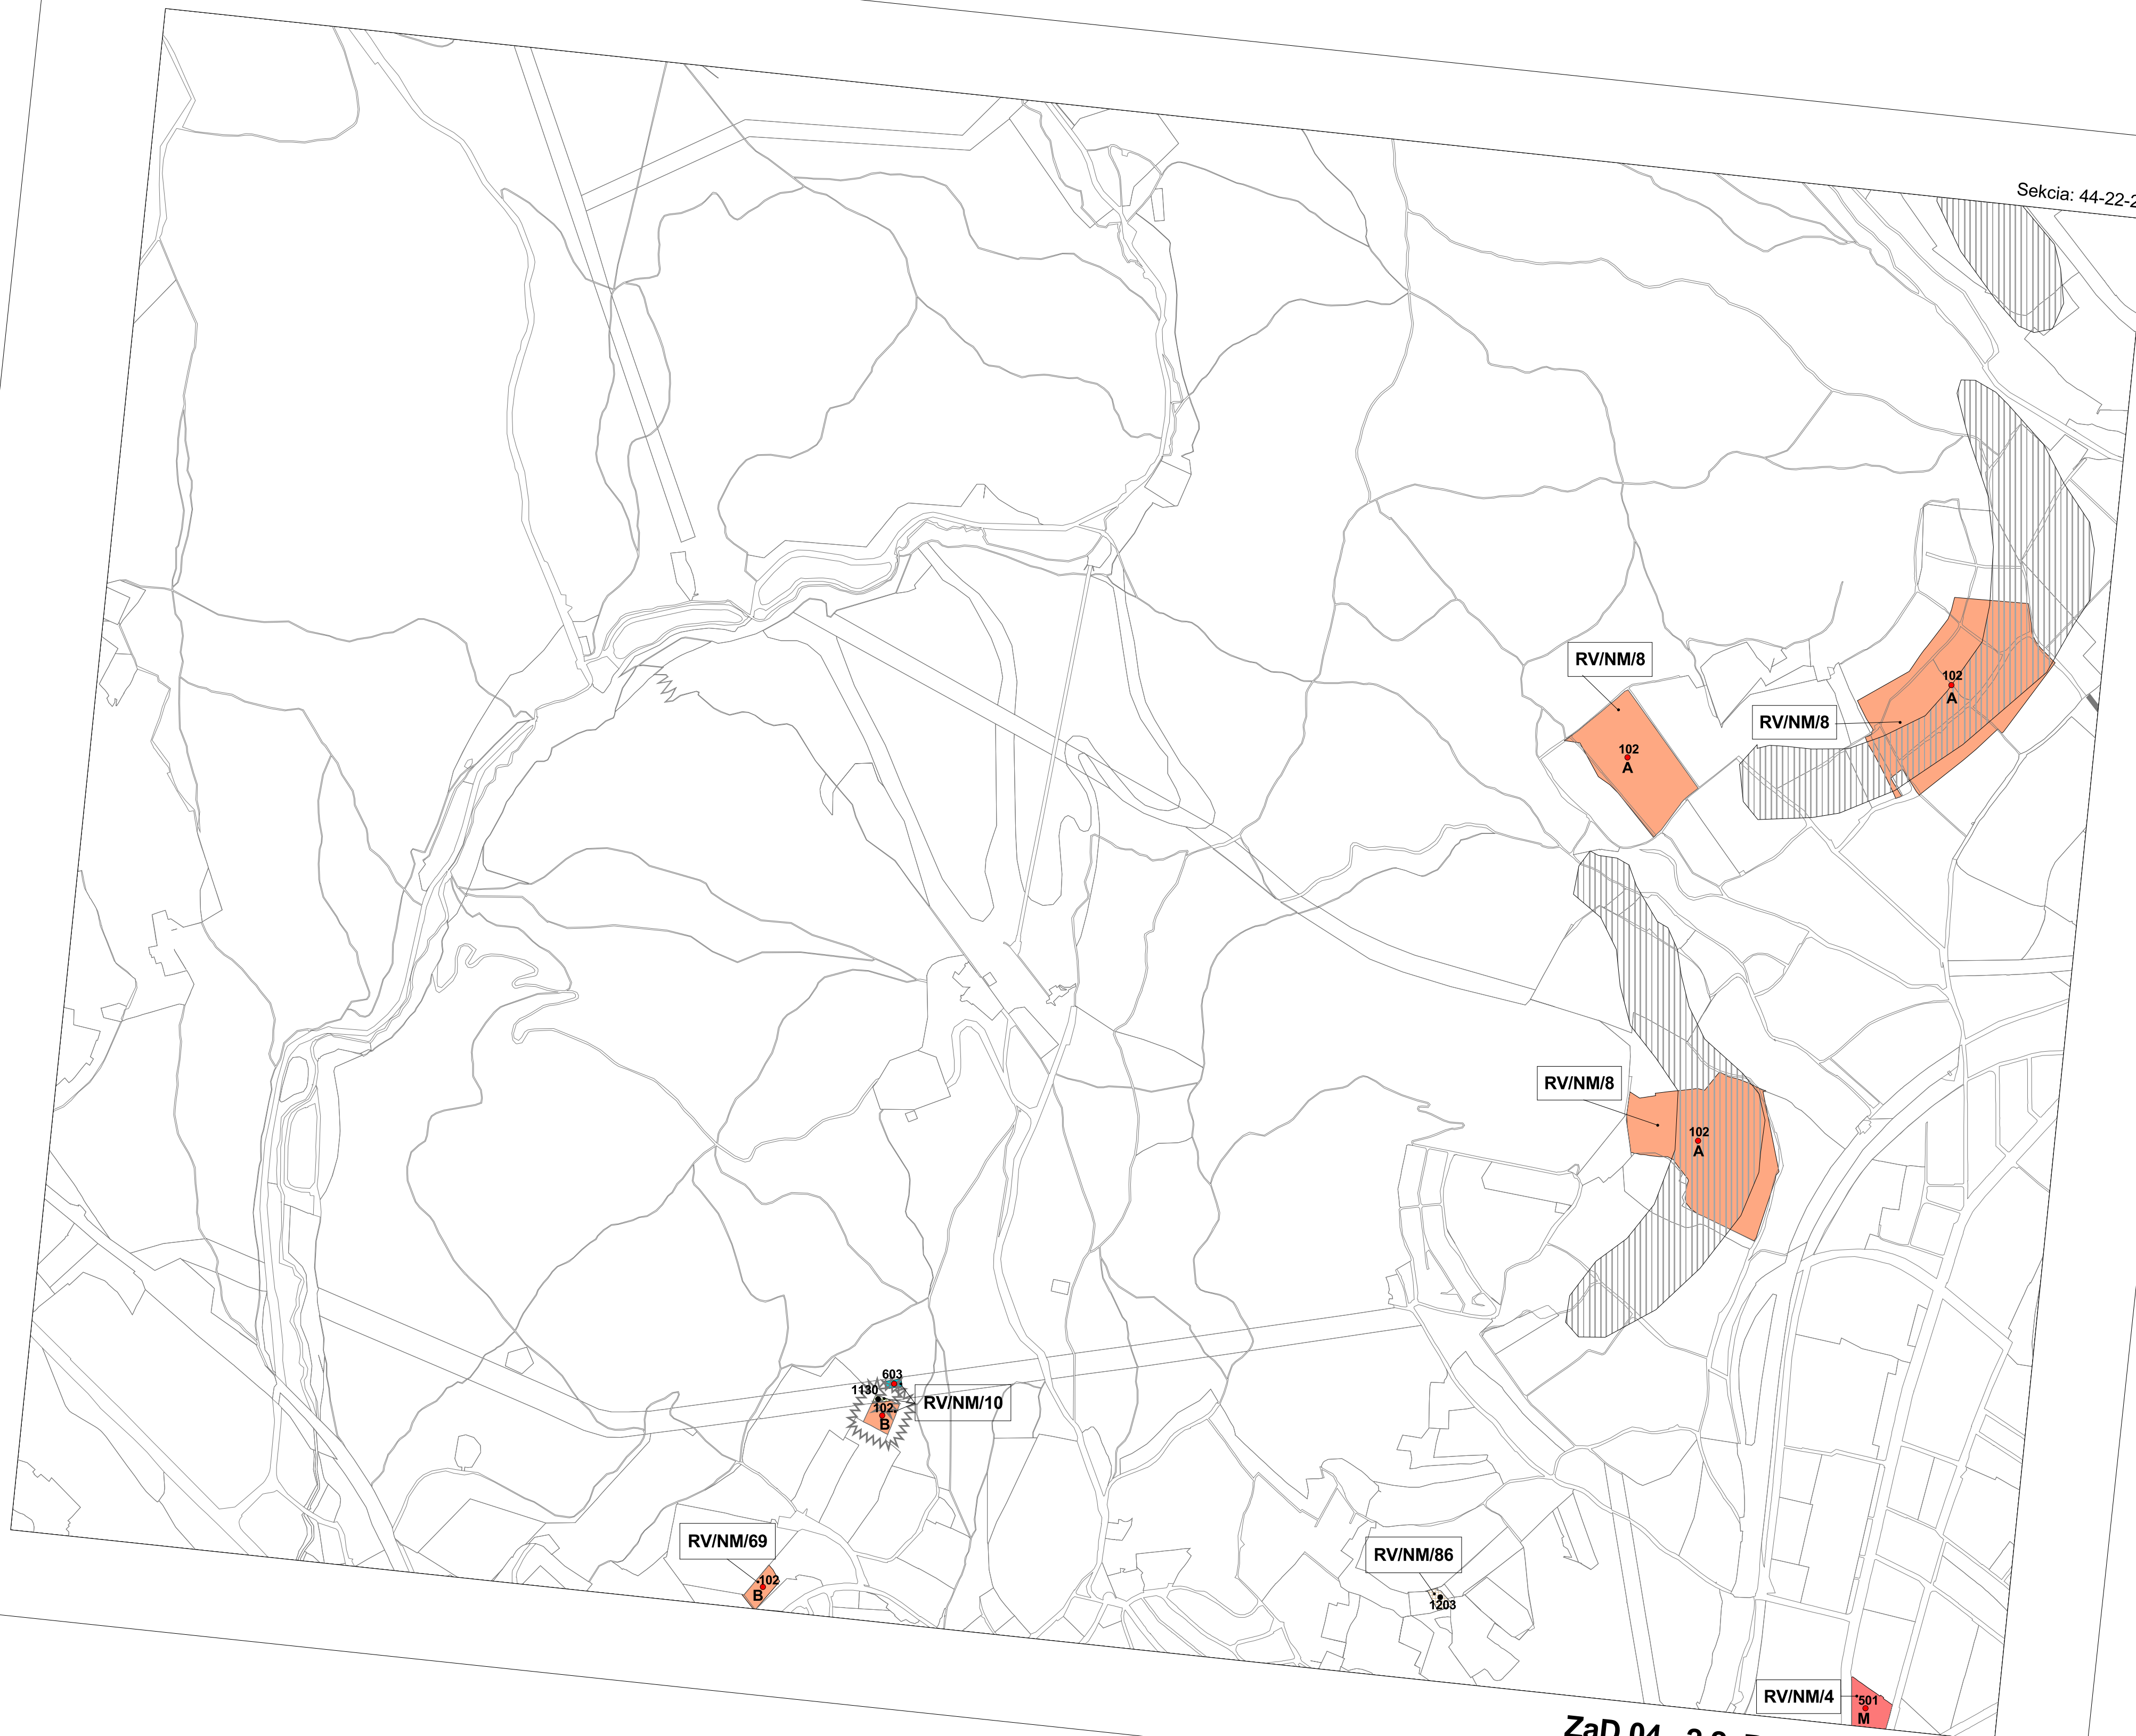 Sekcia: 44-22-2
RV/NM/8
102
A
RV/NM/8
102
A
RV/NM/8
102
A
603
1130
RV/NM/10
102
B
RV/NM/69
102
B
RV/NM/86
1203
RV/NM/4
501
M
ZaD 04